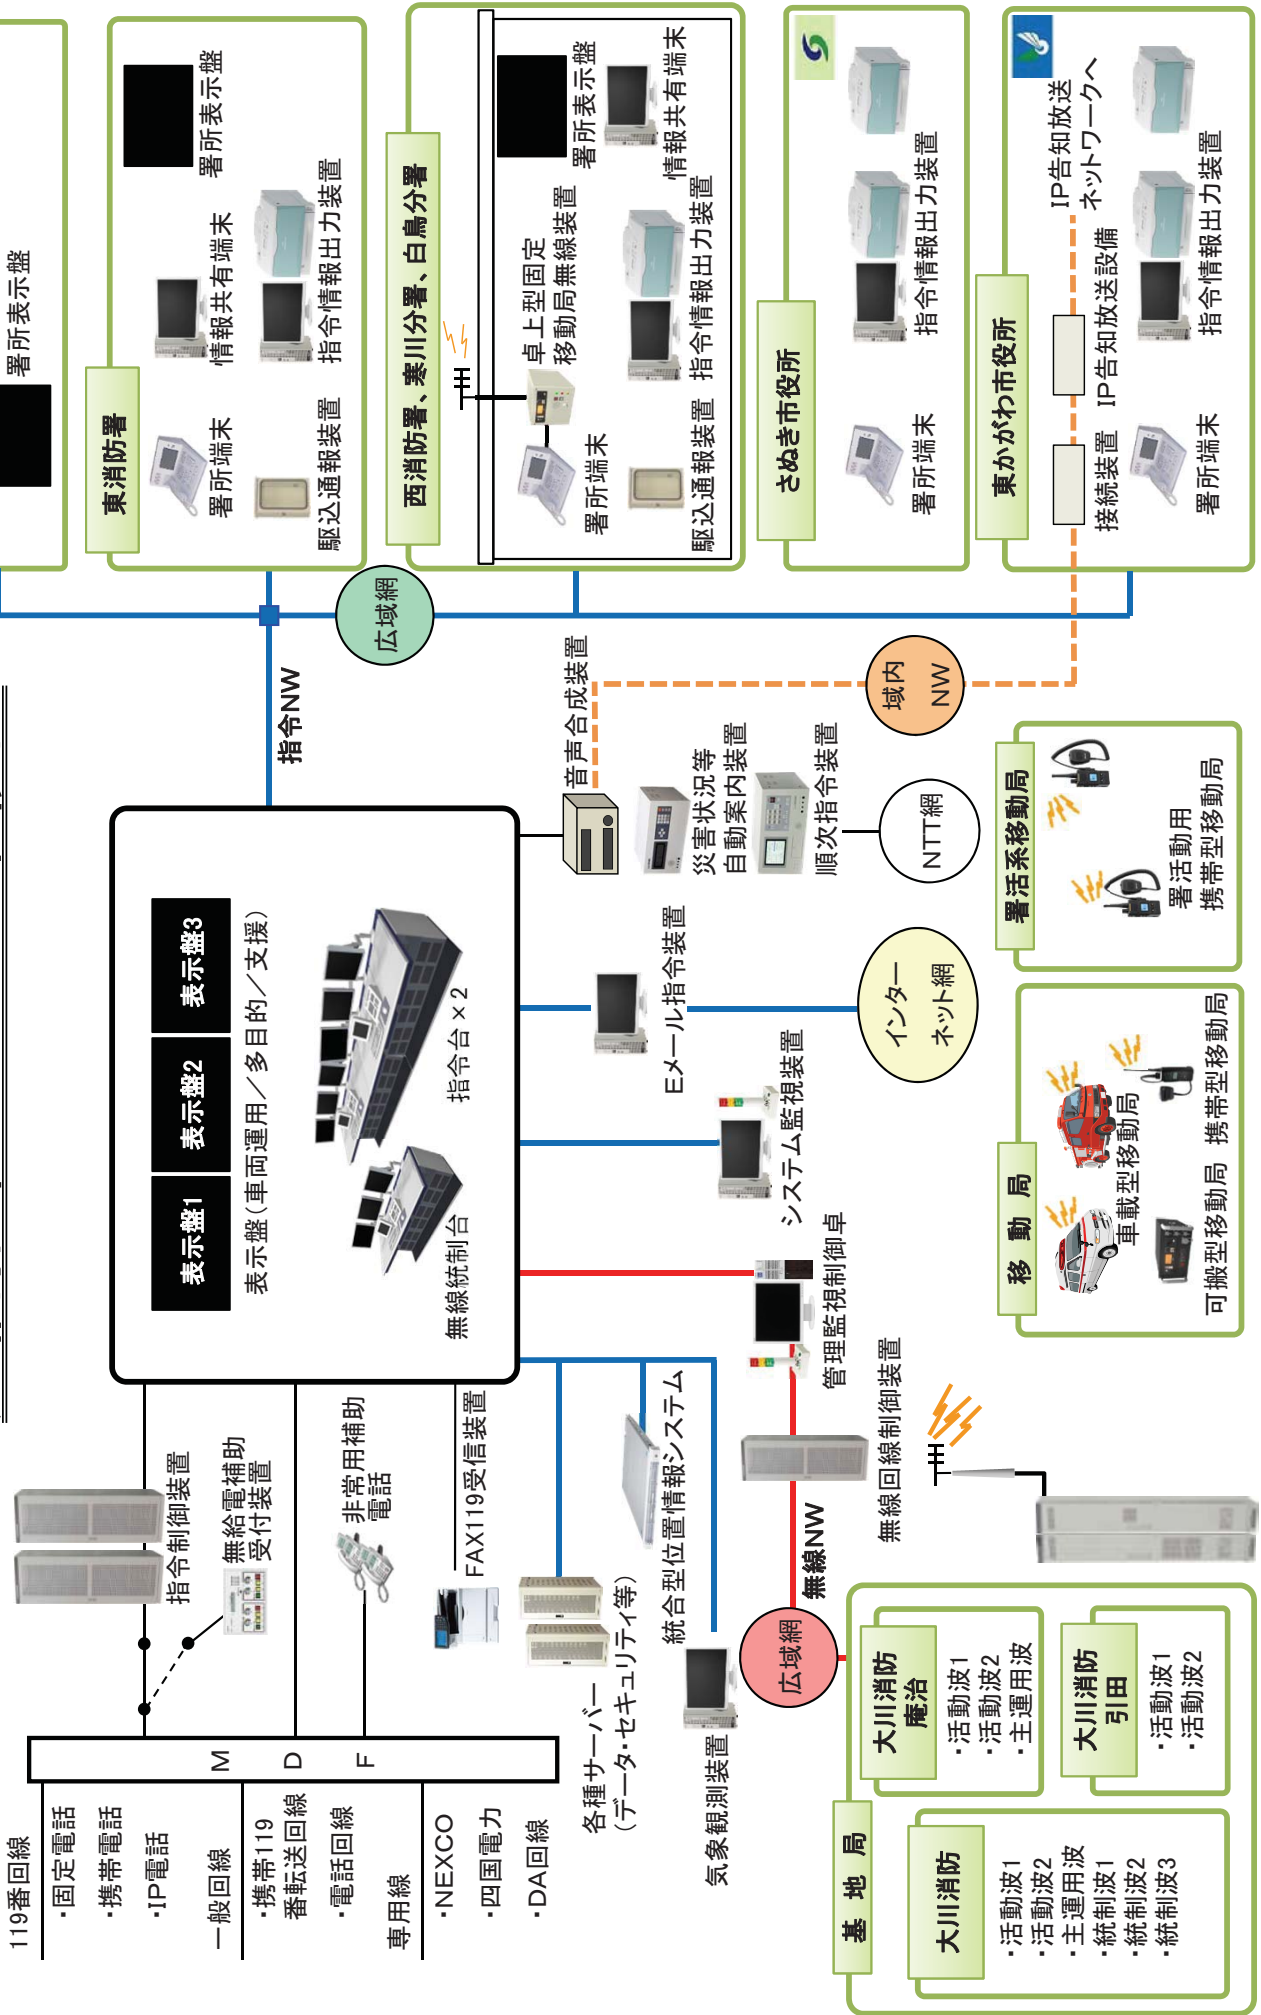 119番回線
・固定電話
・携帯電話
・IP電話
一般回線
・携帯119
番転送回線
・電話回線
専用線
・NEXCO
・四国電力
・DA回線
M
D
F
指令制御装置
無給電補助
受付装置
非常用補助
電話
FAX119受信装置
各種サーバー
(データ・セキュリティ等)
統合型位置情報システム
気象観測装置
表示盤1
表示盤2
表示盤3
表示盤(車両運用/多目的/支援)
無線統制台
指令台×2
指令NW
広域網
管理監視制御卓
システム監視装置
Eメール指令装置
インター
ネット網
音声合成装置
災害状況等
自動案内装置
順次指令装置
NTT網
域内
NW
無線NW
広域網
無線回線制御装置
基 地 局
大川消防
・活動波1
・活動波2
・主運用波
・統制波1
・統制波2
・統制波3
大川消防
庵治
・活動波1
・活動波2
・主運用波
大川消防
引田
・活動波1
・活動波2
移 動 局
車載型移動局
可搬型移動局
携帯型移動局
署活系移動局
署活動用
携帯型移動局
署所表示盤
東消防署
署所端末
情報共有端末
署所表示盤
駆込通報装置
指令情報出力装置
西消防署、寒川分署、白鳥分署
卓上型固定
移動局無線装置
署所表示盤
署所端末
情報共有端末
駆込通報装置
指令情報出力装置
さぬき市役所
署所端末
指令情報出力装置
東かがわ市役所
IP告知放送
ネットワークへ
接続装置
IP告知放送設備
署所端末
指令情報出力装置